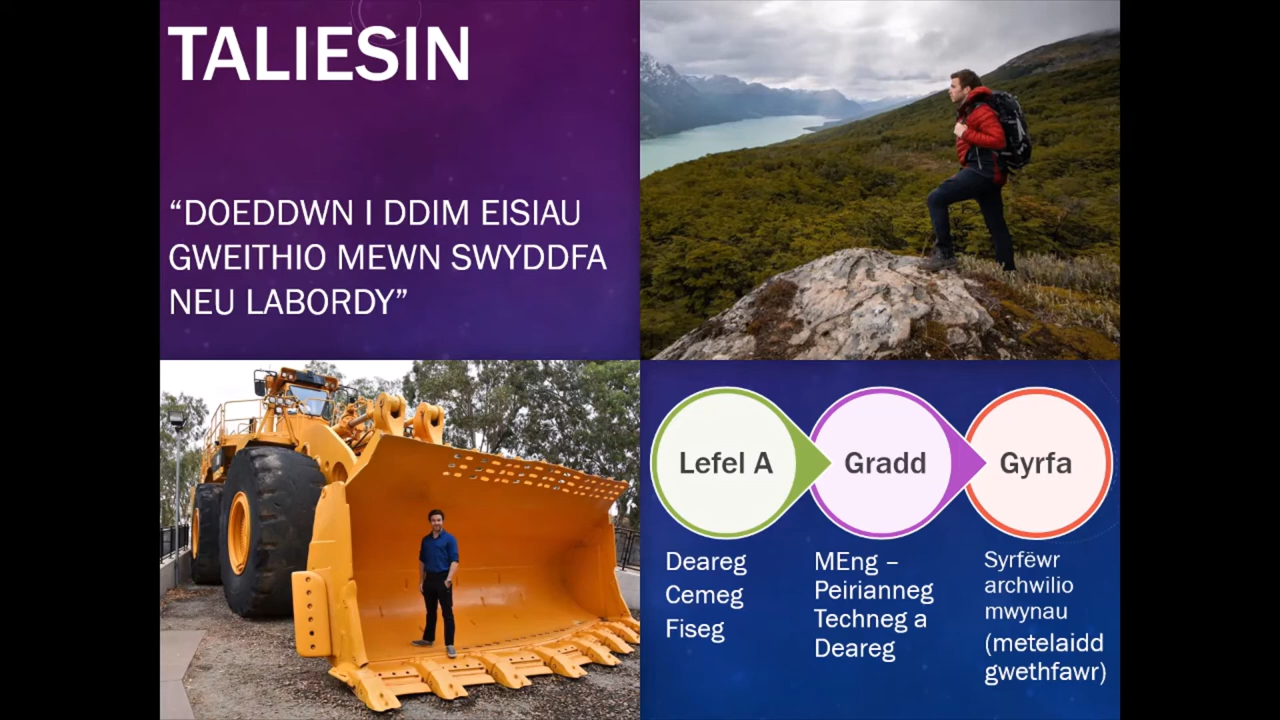 TALIESIN
“DOEDDWN I DDIM EISIAU
GWEITHIO MEWN SWYDDFA
NEU LABORDY”
Lefel A
Gradd
Gyrfa
Deareg
Cemeg
Fiseg
MEng –
Peirianneg
Techneg a
Deareg
Syrfëwr
archwilio
mwynau
(metelaidd
gwethfawr)